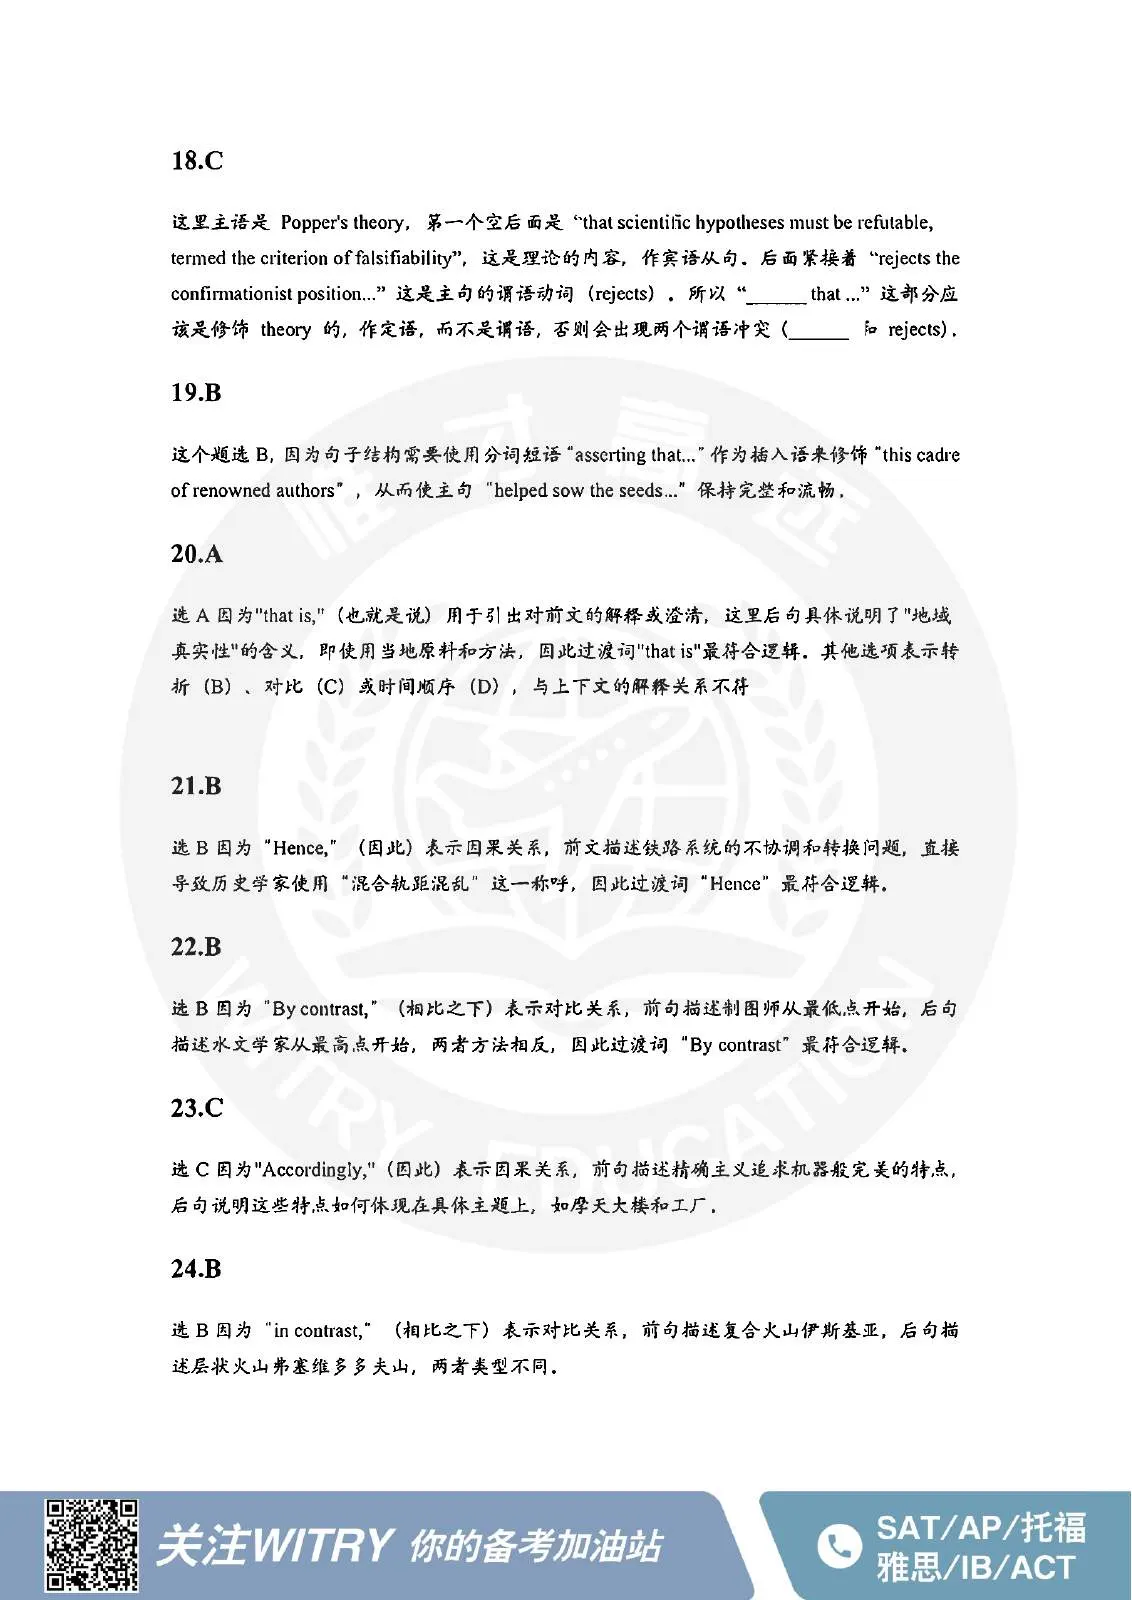 18.C
这里主语是 Popper's theory，第一个空后面是 “that scientific hypotheses must be refutable,
termed the criterion of falsifiability”，这是理论的内容，作宾语从句。后面紧接着 “rejects the
confirmationist position...” 这是主句的谓语动词（rejects）。所以 “______ that ...” 这部分应
该是修饰 theory 的，作定语，而不是谓语，否则会出现两个谓语冲突（______ 和 rejects）.
19.B
这个题选 B，因为句子结构需要使用分词短语 “asserting that...” 作为插入语来修饰 “this cadre
of renowned authors” ，从而使主句 “helped sow the seeds...” 保持完整和流畅.
20.A
选 A 因为"that is,"（也就是说）用于引出对前文的解释或澄清，这里后句具体说明了"地域
真实性"的含义，即使用当地原料和方法，因此过渡词"that is"最符合逻辑。其他选项表示转
折（B）、对比（C）或时间顺序（D），与上下文的解释关系不符
21.B
选 B 因为 “Hence,” （因此）表示因果关系，前文描述铁路系统的不协调和转换问题，直接
导致历史学家使用 “混合轨距混乱” 这一称呼，因此过渡词 “Hence” 最符合逻辑。
22.B
选 B 因为 “By contrast,” （相比之下）表示对比关系，前句描述制图师从最低点开始，后句
描述水文学家从最高点开始，两者方法相反，因此过渡词 “By contrast” 最符合逻辑。
23.C
选 C 因为"Accordingly,"（因此）表示因果关系，前句描述精确主义追求机器般完美的特点，
后句说明这些特点如何体现在具体主题上，如摩天大楼和工厂.
24.B
选 B 因为 “in contrast,” （相比之下）表示对比关系，前句描述复合火山伊斯基亚，后句描
述层状火山弗塞维多多夫山，两者类型不同。
惟才高远
WITRY EDUCATION
关注WITRY 你的备考加油站
SAT/AP/托福
雅思/IB/ACT